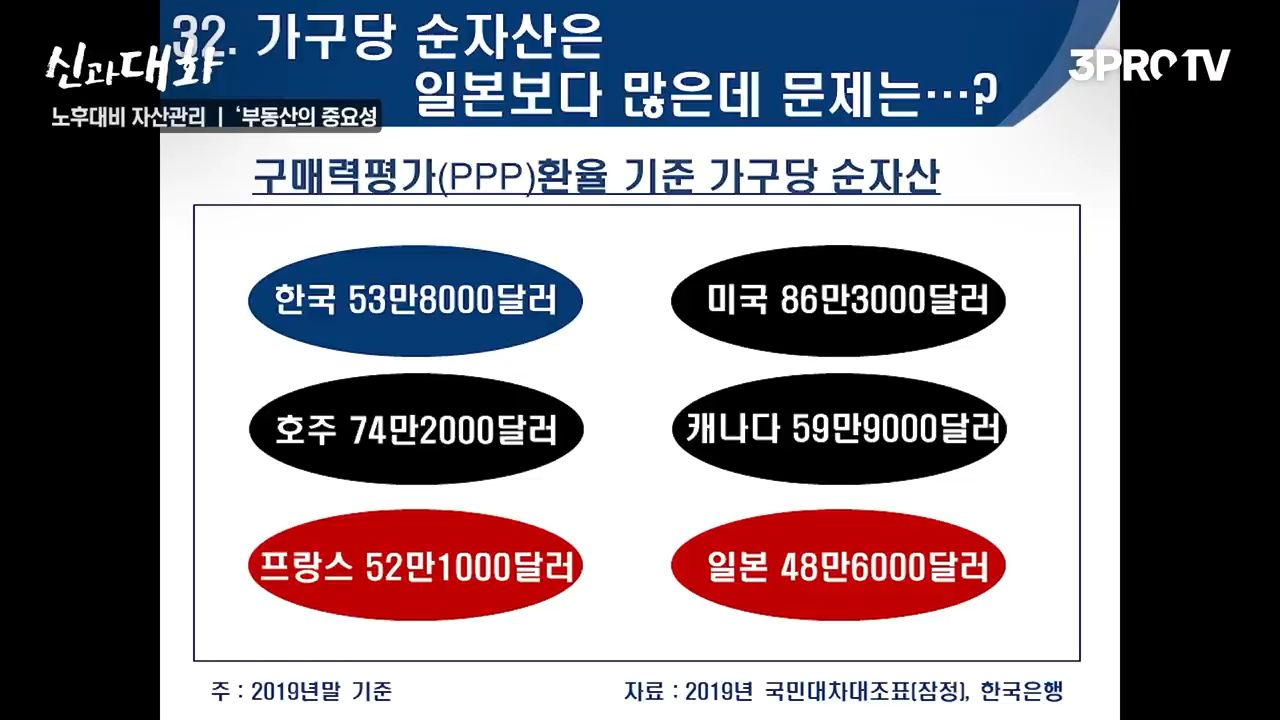 32. 가구당 순자산은
일본보다 많은데 문제는…?
신과대화
노후대비 자산관리 | ‘부동산의 중요성
3PROTV
구매력평가(PPP)환율 기준 가구당 순자산
한국 53만8000달러
미국 86만3000달러
호주 74만2000달러
캐나다 59만9000달러
프랑스 52만1000달러
일본 48만6000달러
주 : 2019년말 기준
자료 : 2019년 국민대차대조표(잠정), 한국은행